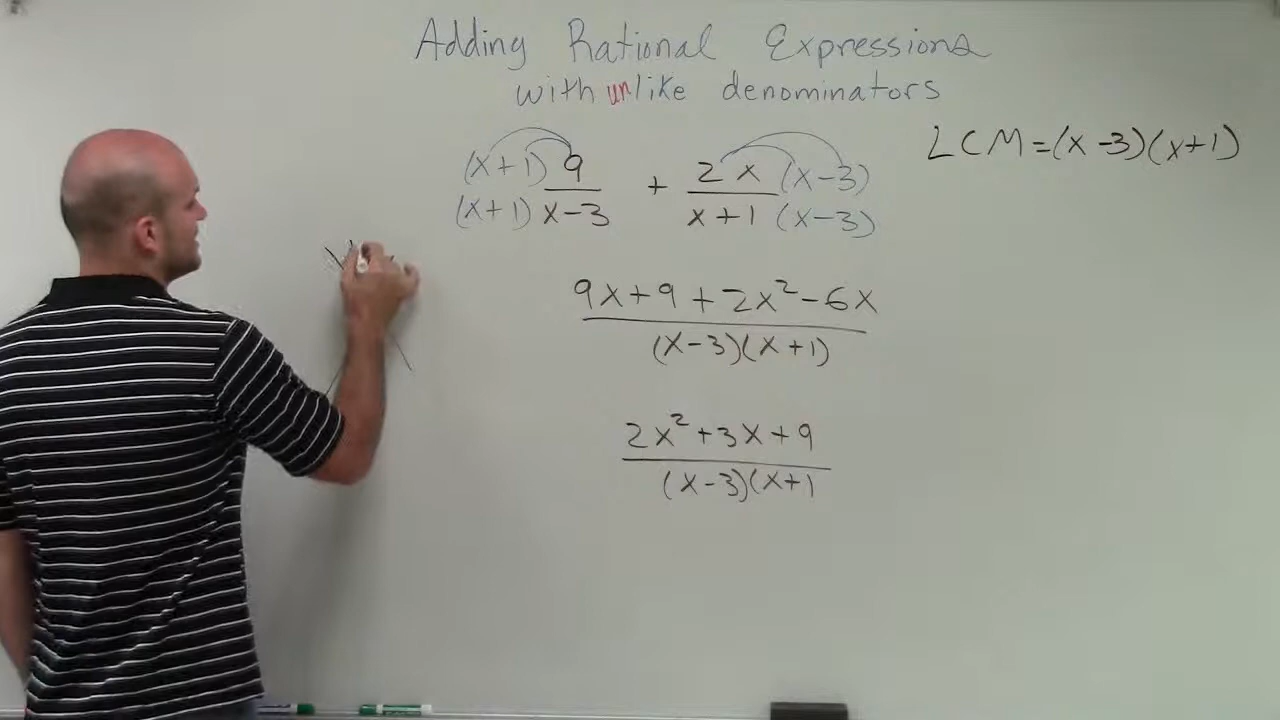 Adding Rational Expressions
with unlike denominators
LCM=(x-3)(x+1)
(x+1) 9 + 2x (x-3)
(x+1) x-3 x+1 (x-3)
9x+9+2x²-6x
(x-3)(x+1)
2x²+3x+9
(x-3)(x+1